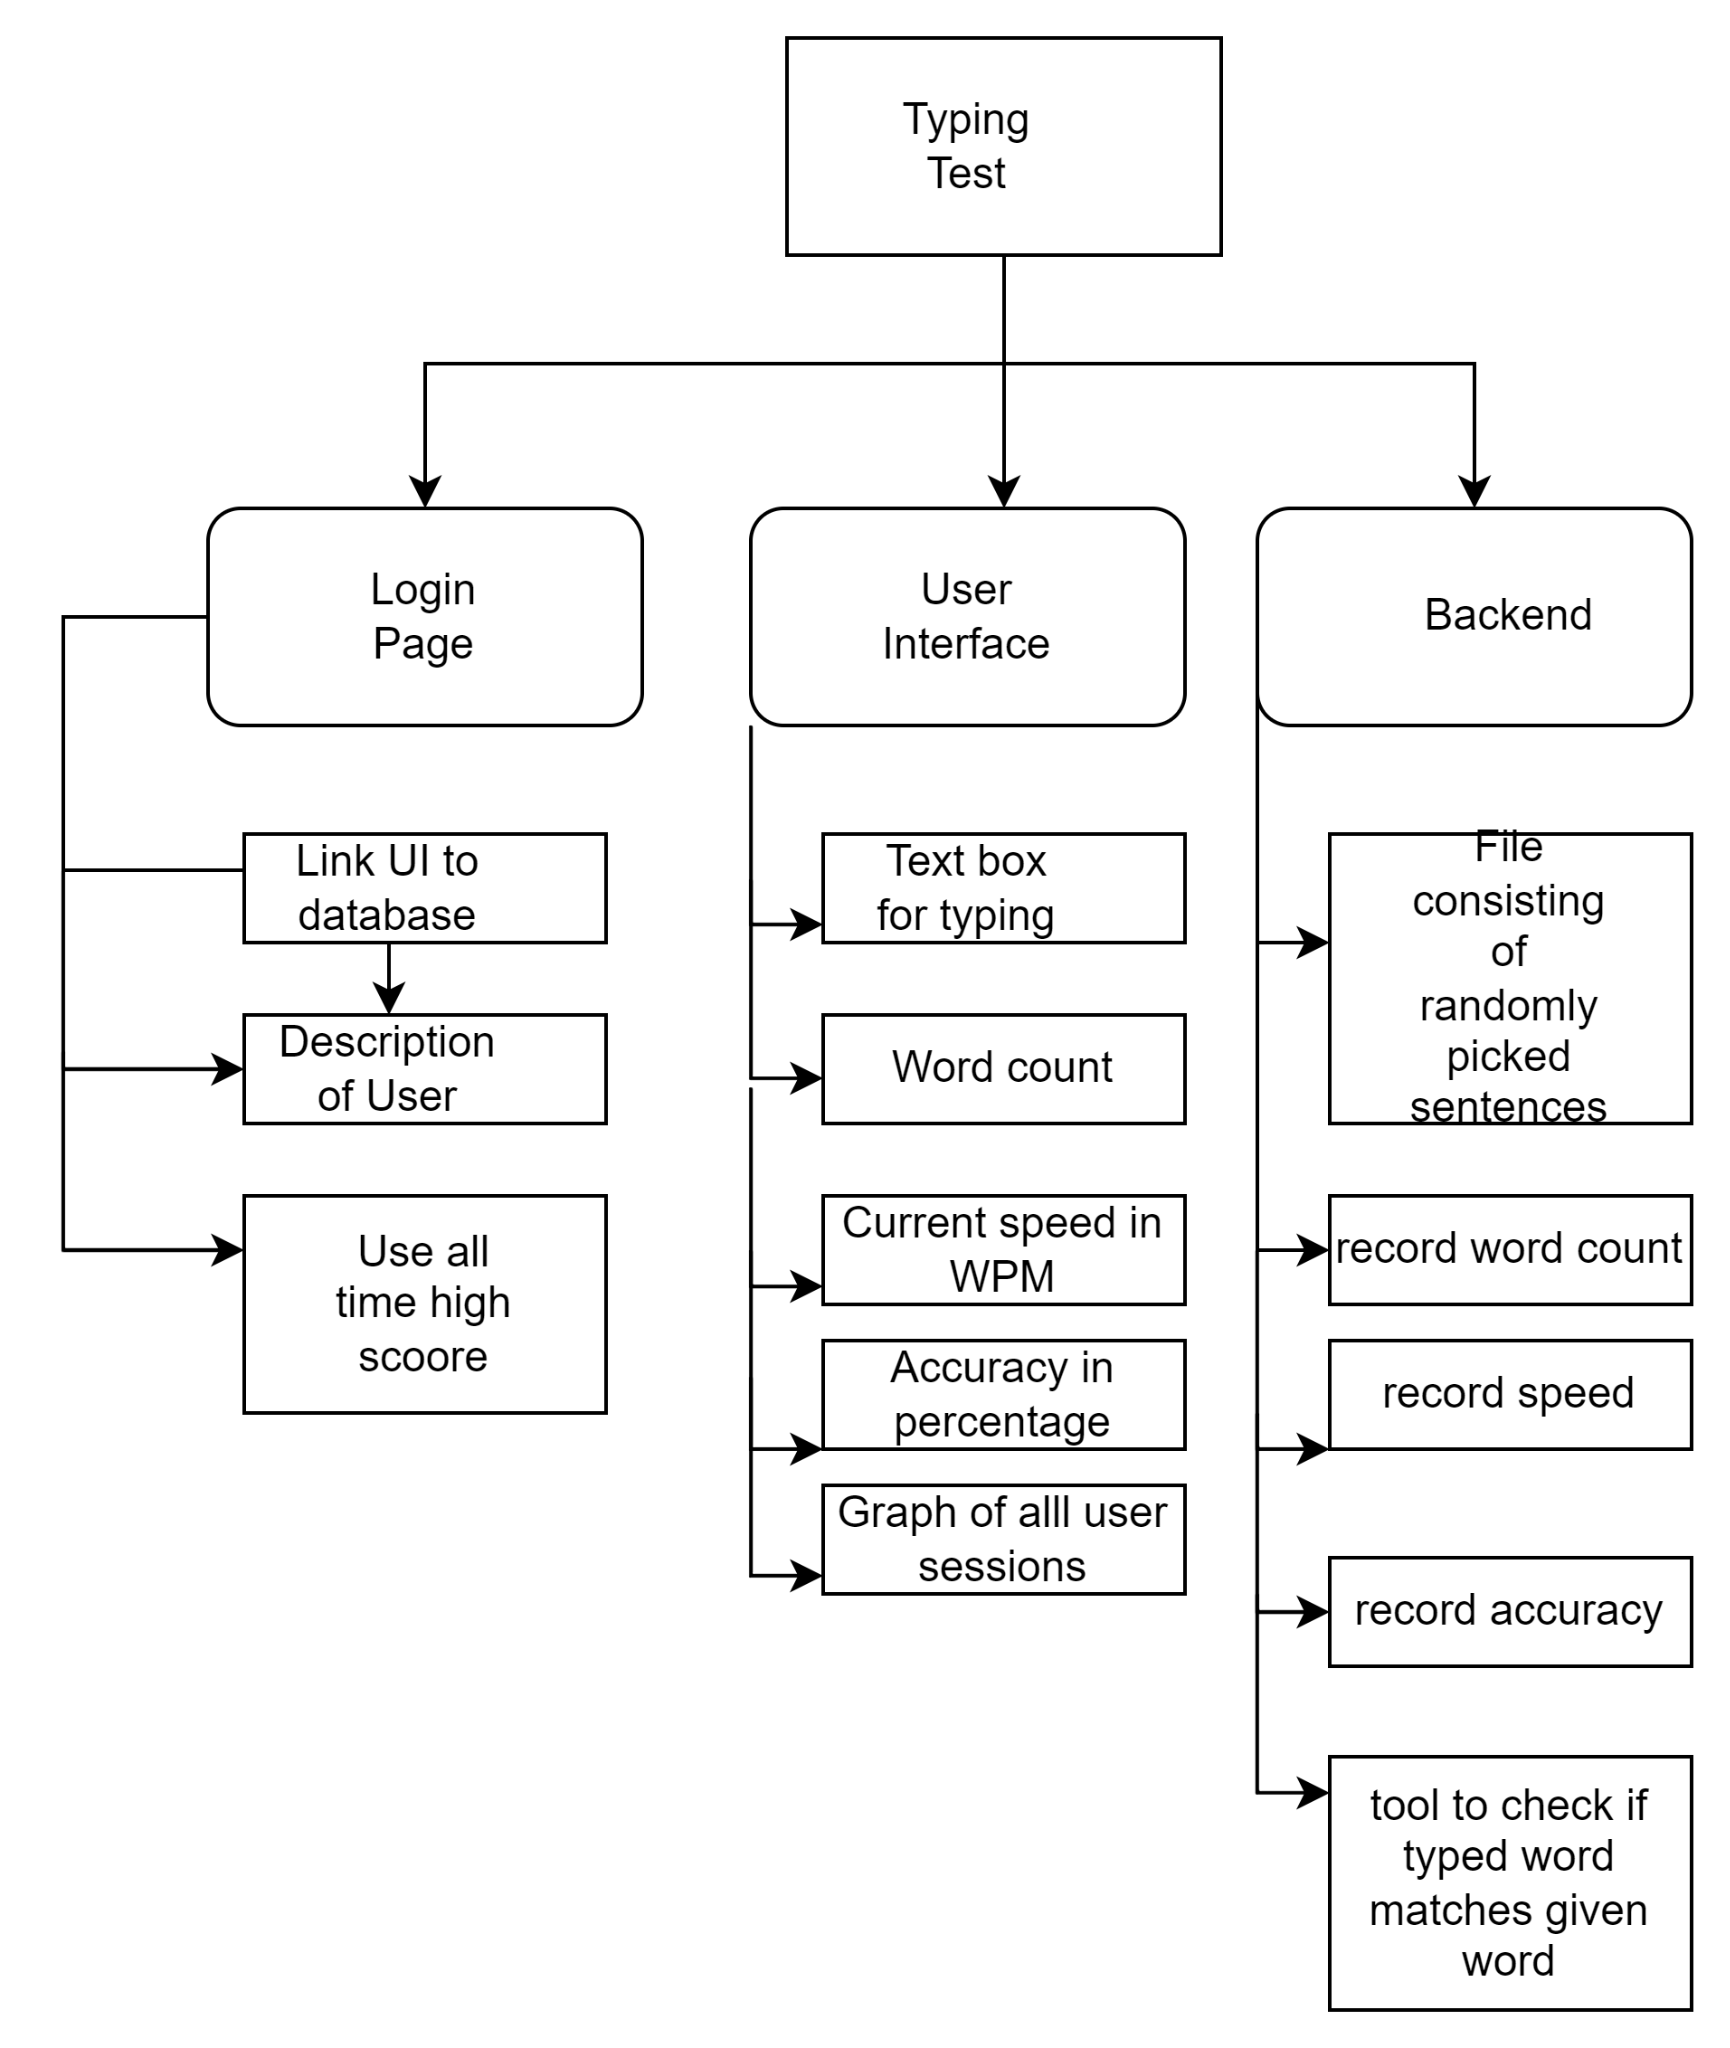 Typing
Test
Login
Page
User
Interface
Backend
Link UI to
database
Description
of User
Use all
time high
scoore
Text box
for typing
Word count
Current speed in
WPM
Accuracy in
percentage
Graph of alll user
sessions
File
consisting
of
randomly
picked
sentences
record word count
record speed
record accuracy
tool to check if
typed word
matches given
word